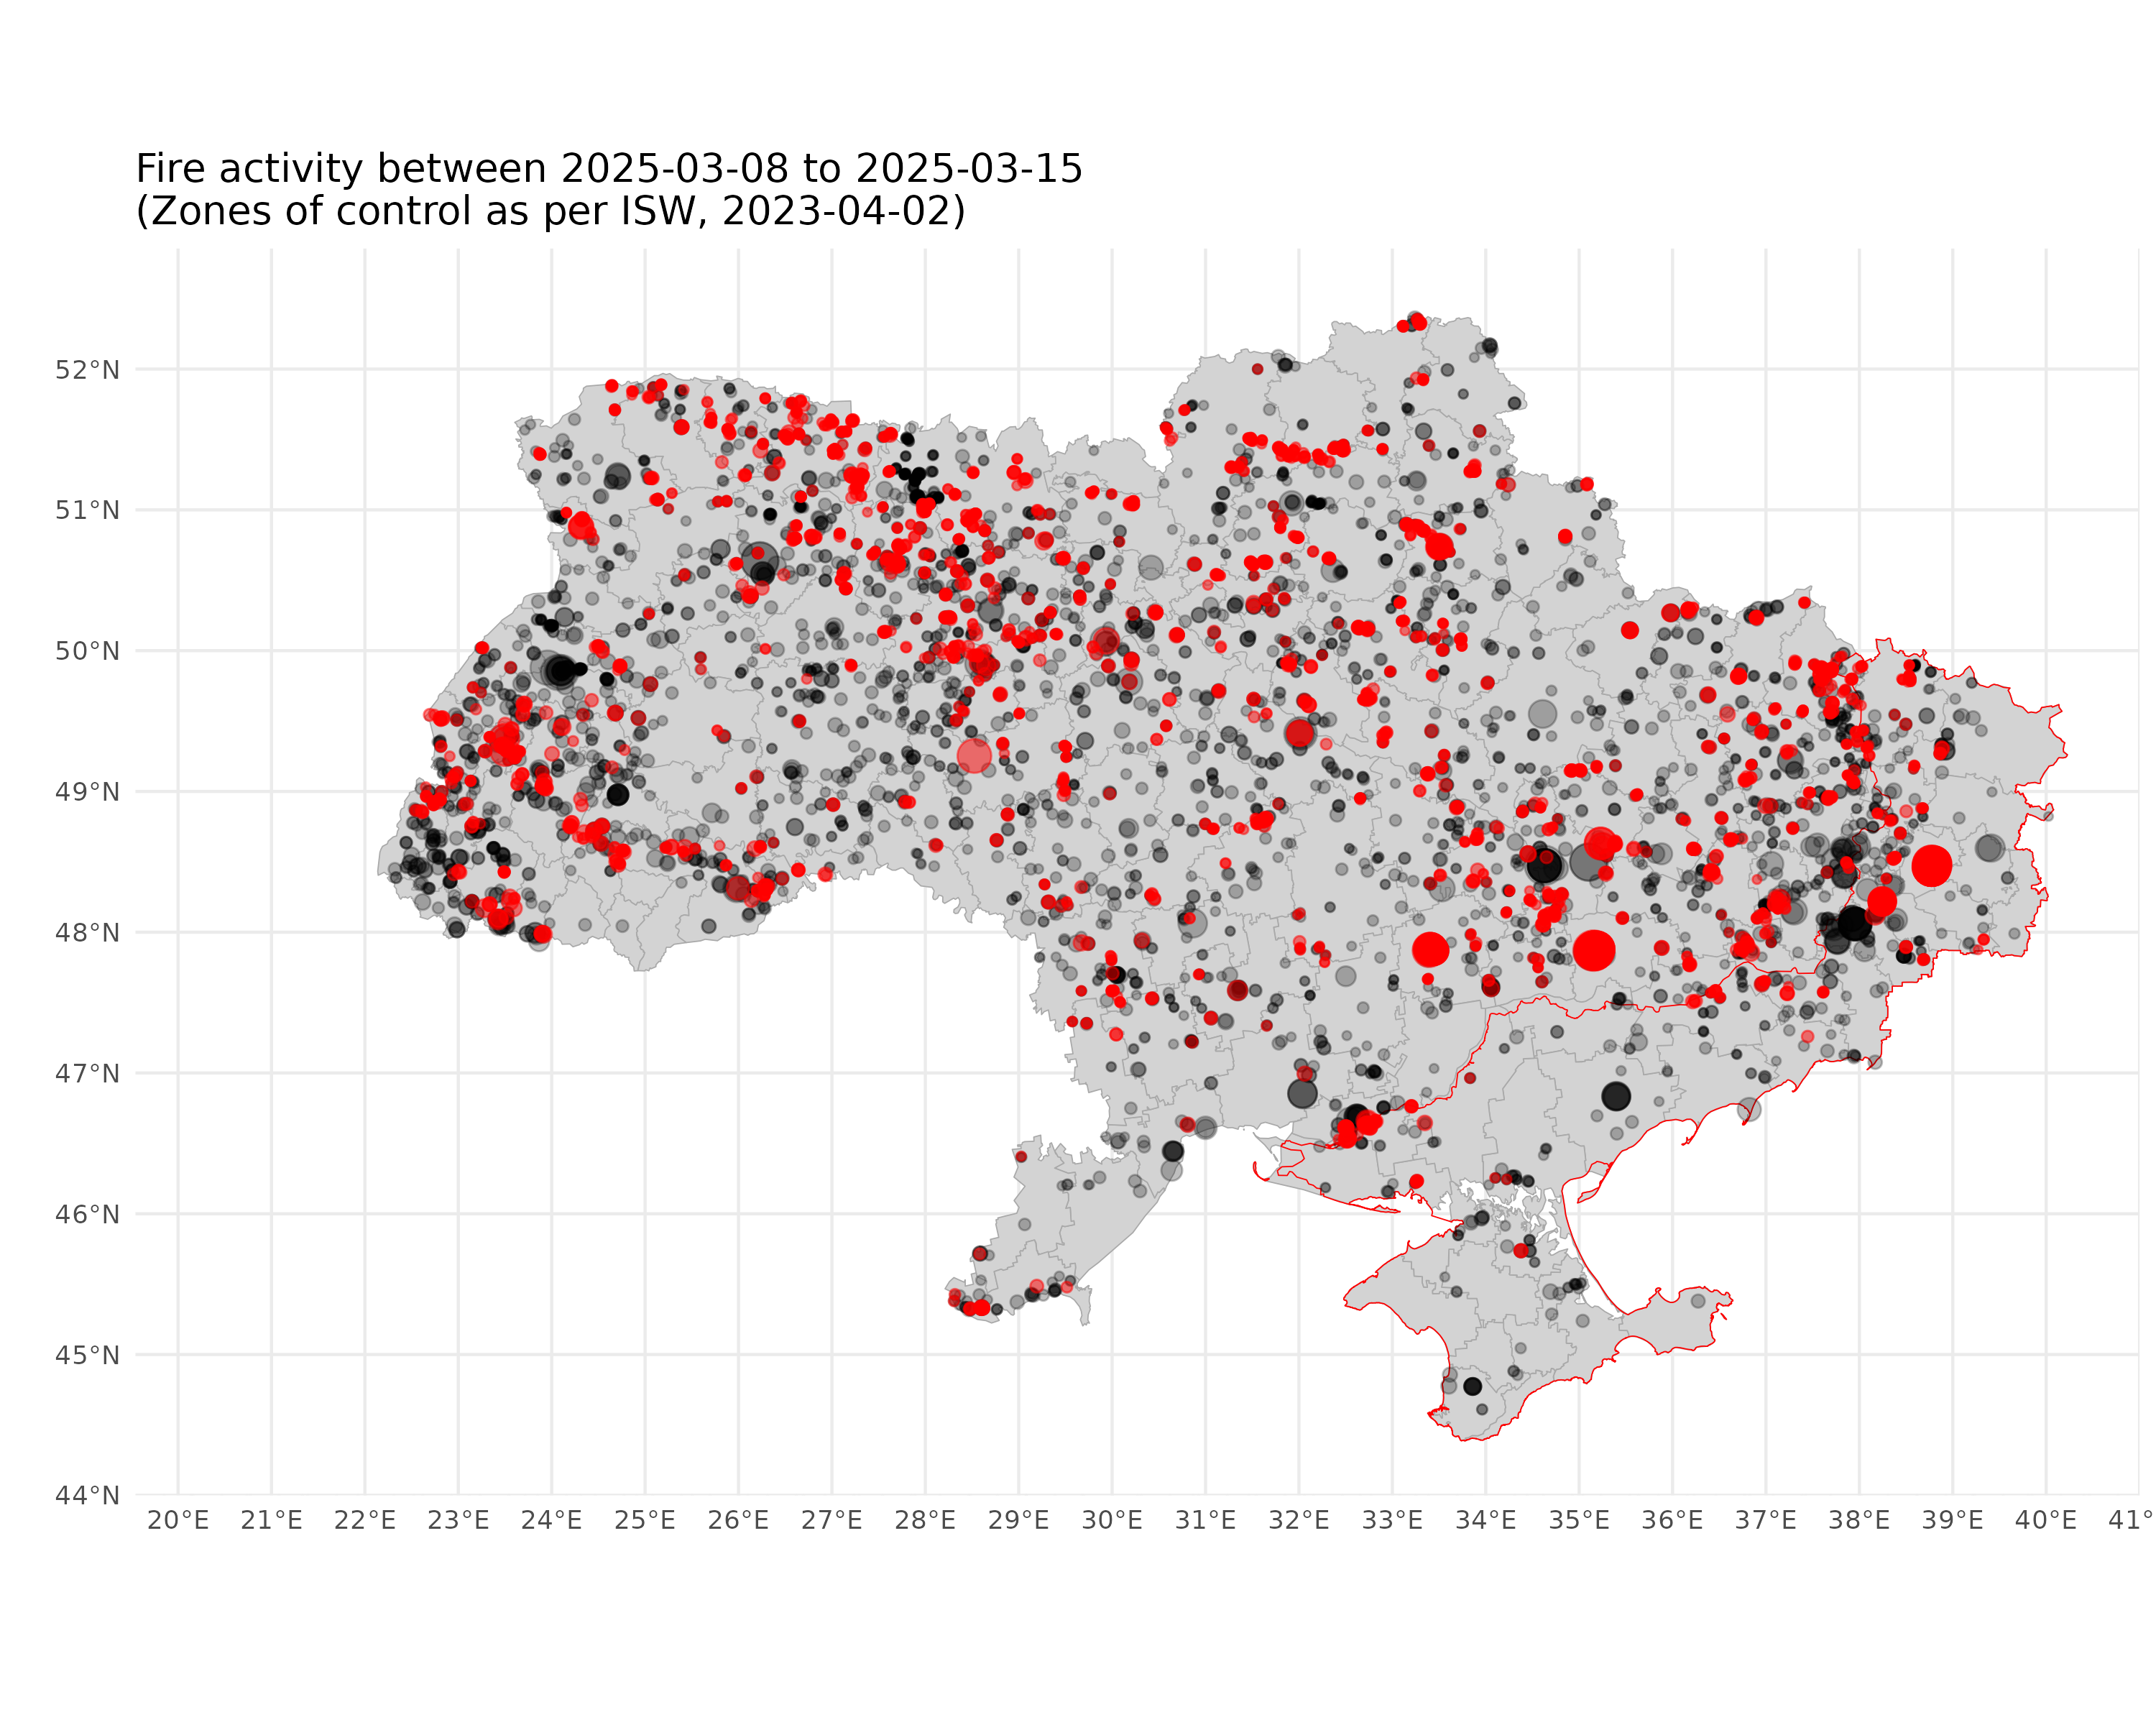 Fire activity between 2025-03-08 to 2025-03-15
(Zones of control as per ISW, 2023-04-02)
52°N
51°N
50°N
49°N
48°N
47°N
46°N
45°N
44°N
20°E 21°E 22°E 23°E 24°E 25°E 26°E 27°E 28°E 29°E 30°E 31°E 32°E 33°E 34°E 35°E 36°E 37°E 38°E 39°E 40°E 41°